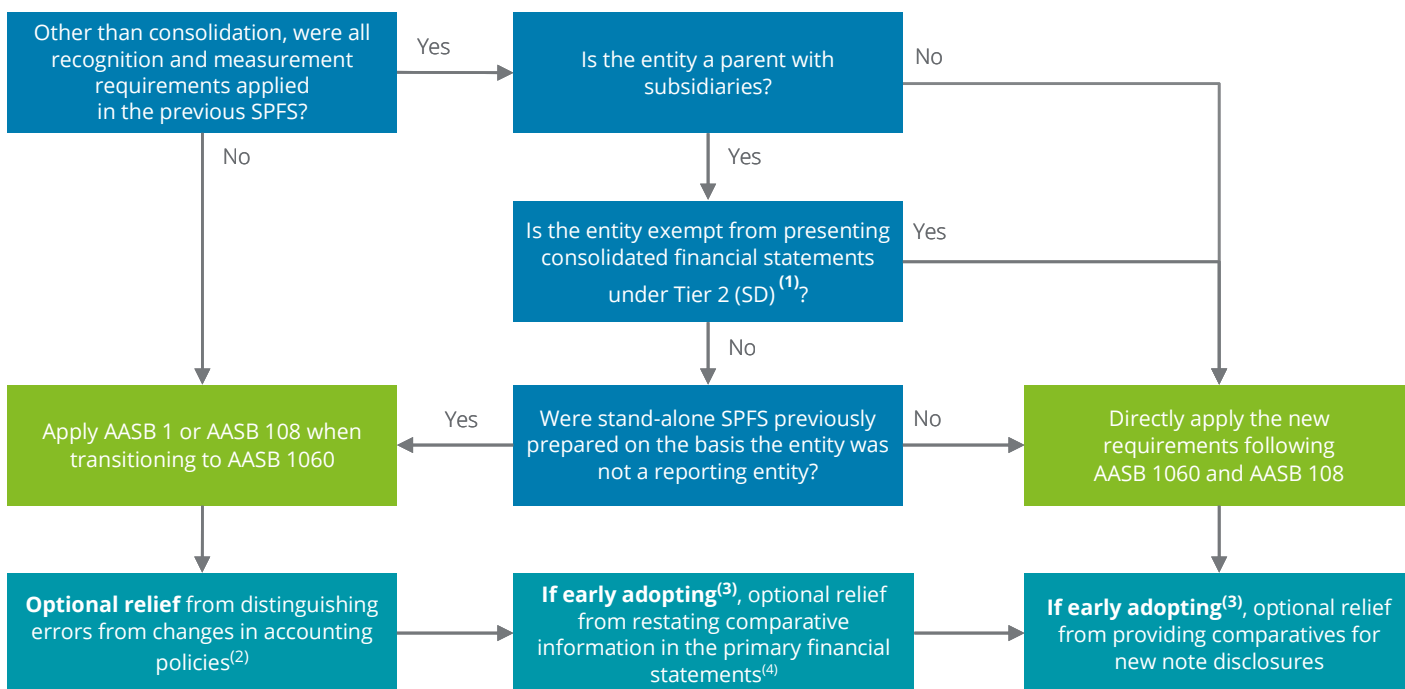 Other than consolidation, were all
recognition and measurement
requirements applied
in the previous SPFS?
Yes
Is the entity a parent with
subsidiaries?
No
No
Yes
Is the entity exempt from presenting
consolidated financial statements
under Tier 2 (SD) (1)?
Yes
No
Apply AASB 1 or AASB 108 when
transitioning to AASB 1060
Yes
Were stand-alone SPFS previously
prepared on the basis the entity was
not a reporting entity?
No
Directly apply the new
requirements following
AASB 1060 and AASB 108
Optional relief from distinguishing
errors from changes in accounting
policies(2)
If early adopting(3), optional relief
from restating comparative
information in the primary financial
statements(4)
If early adopting(3), optional relief
from providing comparatives for
new note disclosures